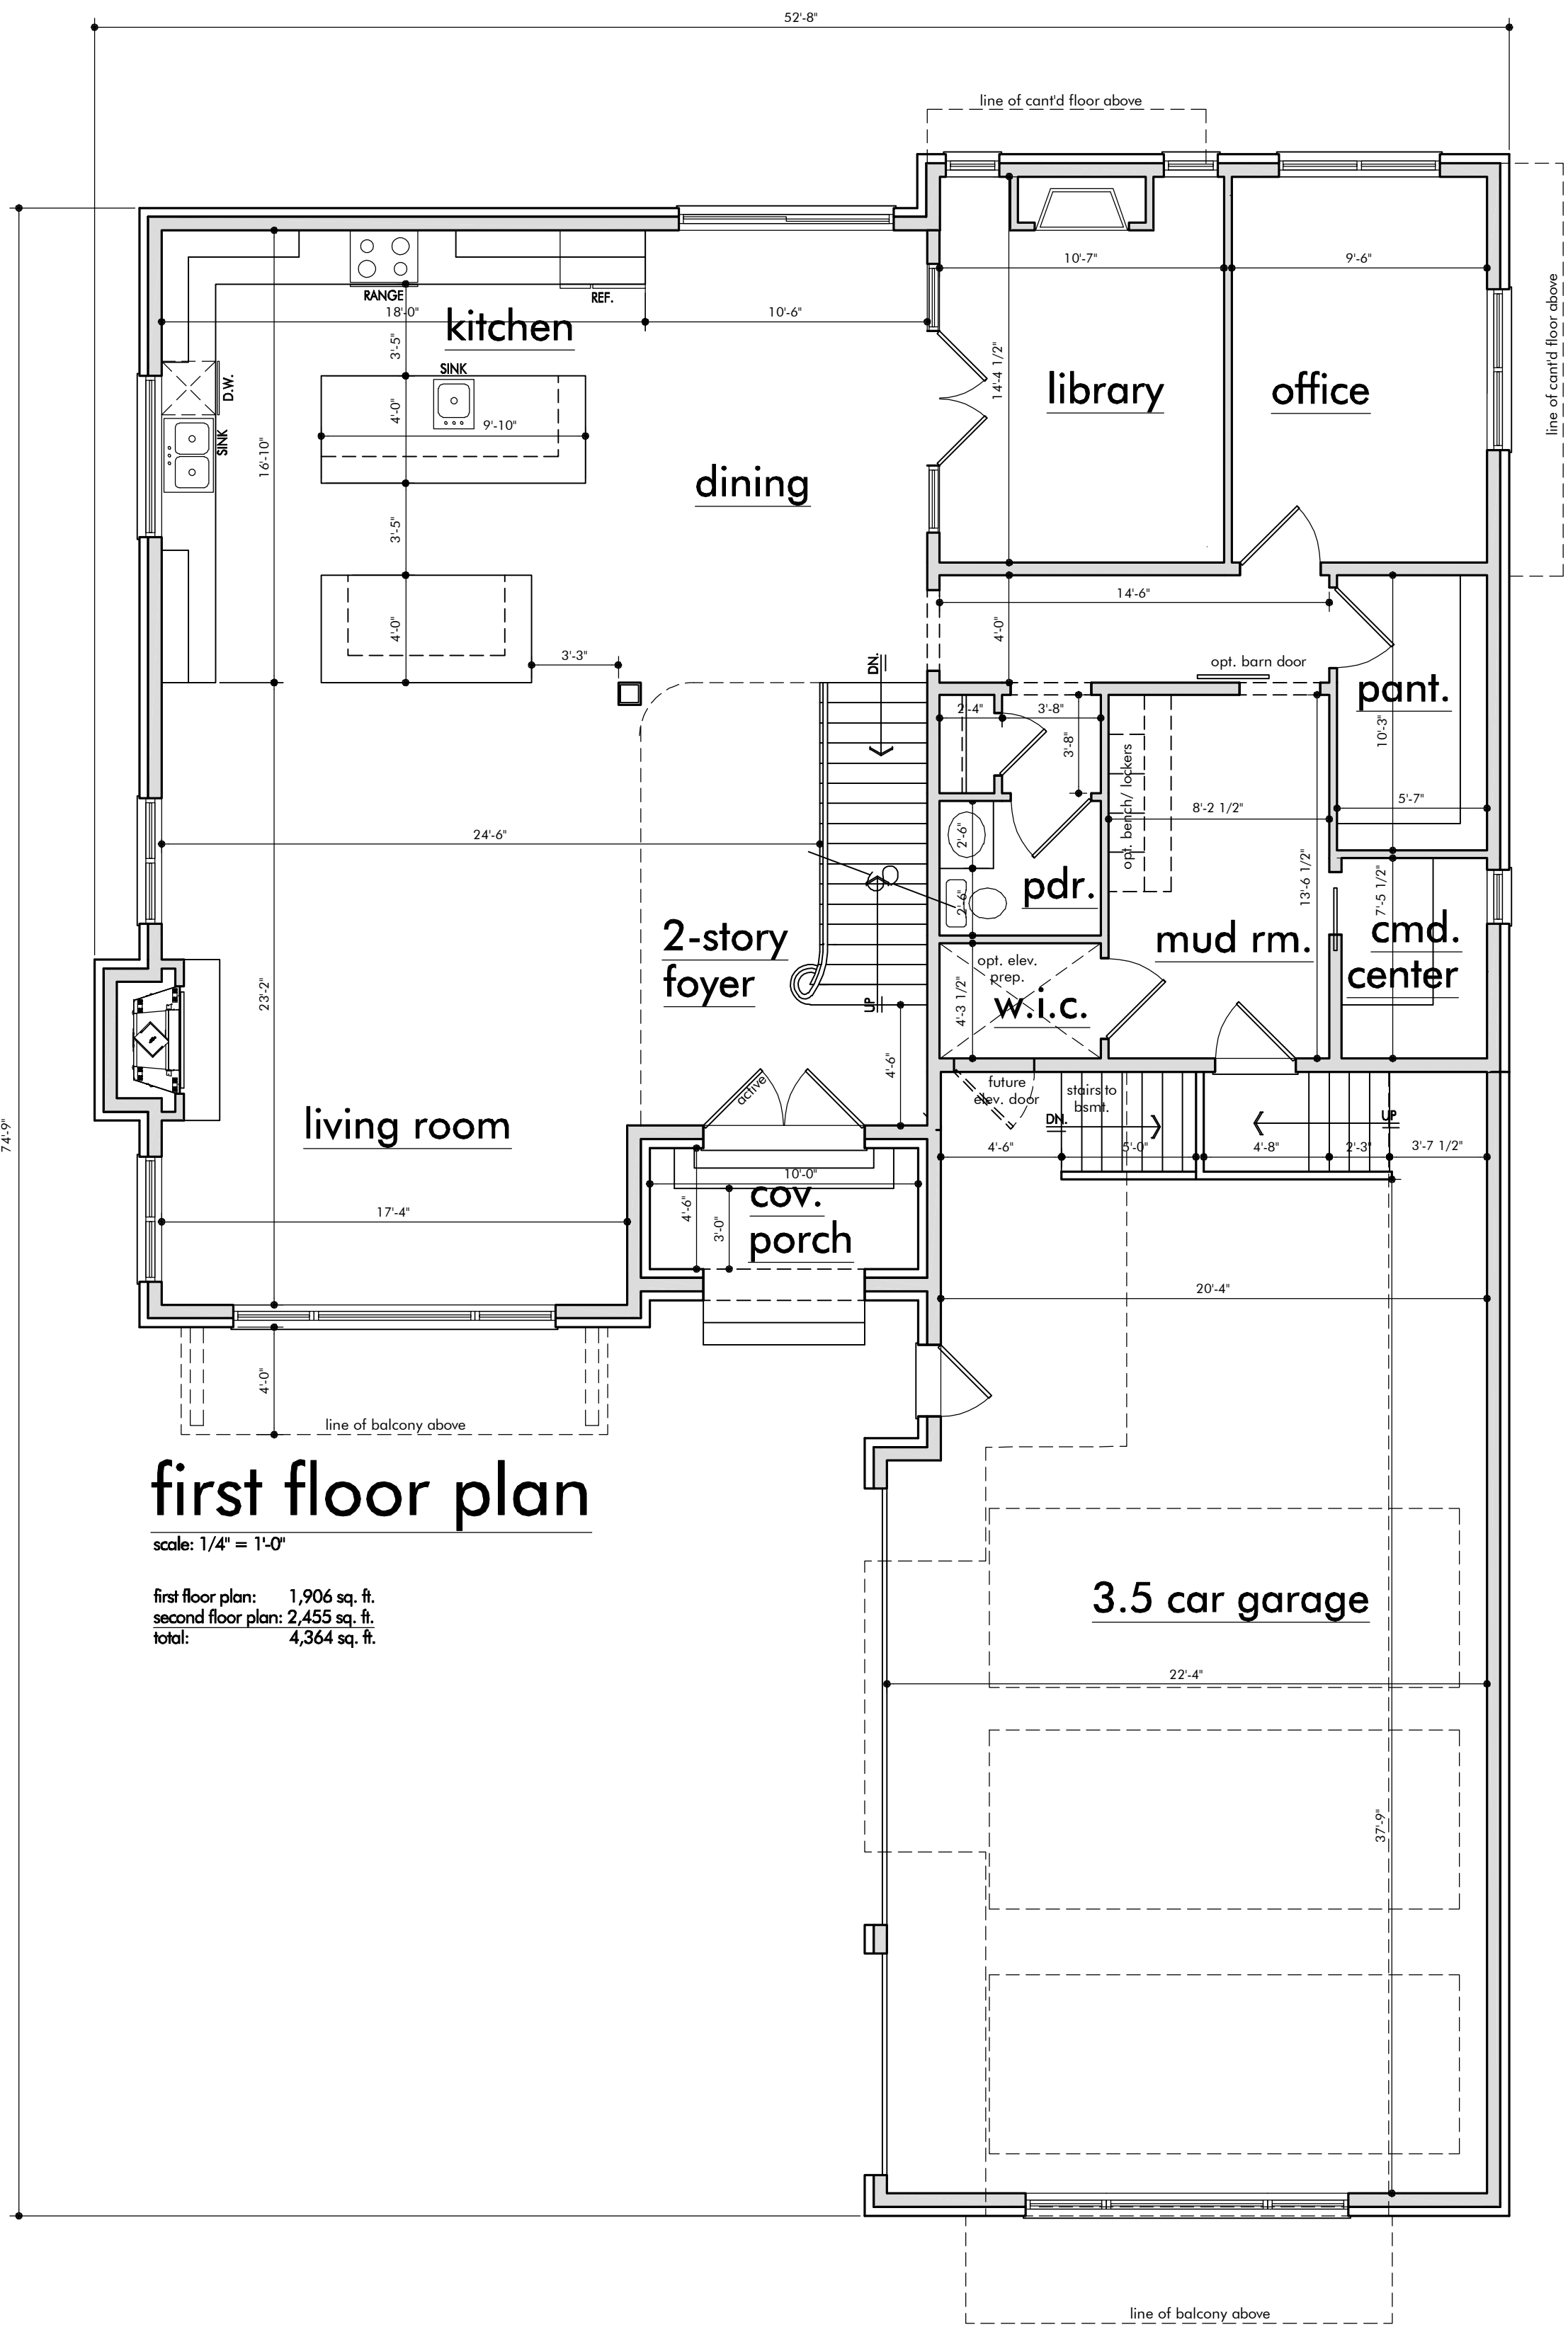 52'-8"
line of cant'd floor above
line of cant'd floor above
10'-7"
9'-6"
RANGE
REF.
18'-0"
kitchen
10'-6"
3'-5"
14'-4 1/2"
SINK
D.W.
library
office
4'-0"
9'-10"
SINK
16'-10"
dining
3'-5"
14'-6"
4'-0"
4'-0"
3'-3"
DN.
opt. barn door
pant.
2'-4"
3'-8"
3'-8"
10'-3"
opt. bench/ lockers
8'-2 1/2"
5'-7"
24'-6"
2'-6"
13'-6 1/2"
pdr.
2'-6"
7'-5 1/2"
2-story
foyer
mud rm.
cmd.
center
opt. elev.
prep.
w.i.c.
4'-3 1/2"
23'-2"
UP
4'-6"
active
future
elev. door
stairs to
bsmt.
living room
DN.
UP
74'-9"
4'-6"
5'-0"
4'-8"
2'-3"
3'-7 1/2"
10'-0"
cov.
porch
4'-6"
3'-0"
17'-4"
20'-4"
4'-0"
line of balcony above
first floor plan
scale: 1/4" = 1'-0"
first floor plan: 1,906 sq. ft.
second floor plan: 2,455 sq. ft.
total: 4,364 sq. ft.
3.5 car garage
22'-4"
37'-9"
line of balcony above